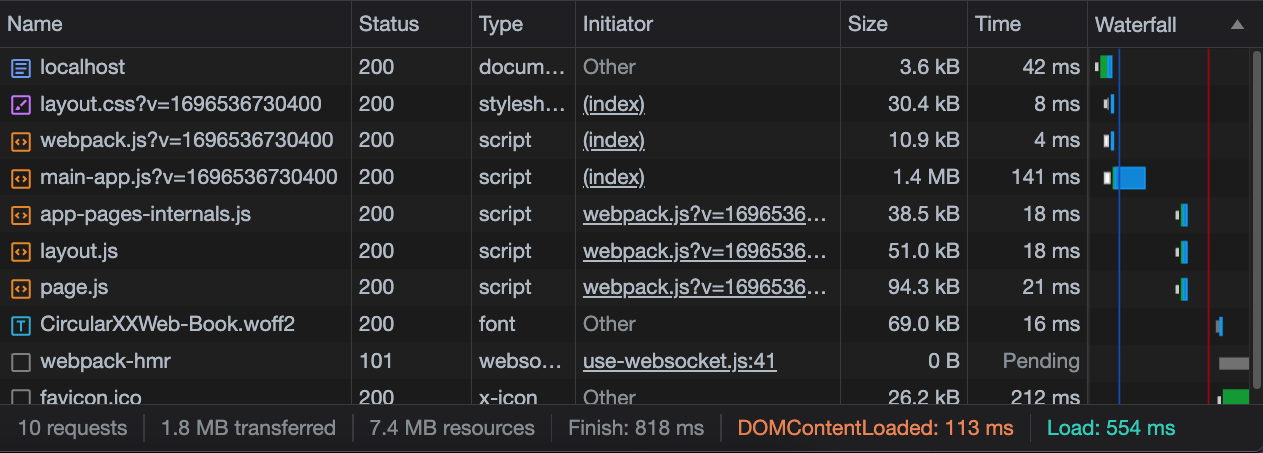 Name Status Type Initiator Size Time Waterfall
localhost 200 docum... Other 3.6 kB 42 ms
layout.css?v=1696536730400 200 stylesh... (index) 30.4 kB 8 ms
webpack.js?v=1696536730400 200 script (index) 10.9 kB 4 ms
main-app.js?v=1696536730400 200 script (index) 1.4 MB 141 ms
app-pages-internals.js 200 script webpack.js?v=1696536... 38.5 kB 18 ms
layout.js 200 script webpack.js?v=1696536... 51.0 kB 18 ms
page.js 200 script webpack.js?v=1696536... 94.3 kB 21 ms
CircularXXWeb-Book.woff2 200 font Other 69.0 kB 16 ms
webpack-hmr 101 webso... use-websocket.js:41 0 B Pending
favicon.ico 200 x-icon Other 26.2 kB 212 ms
10 requests 1.8 MB transferred 7.4 MB resources Finish: 818 ms DOMContentLoaded: 113 ms Load: 554 ms